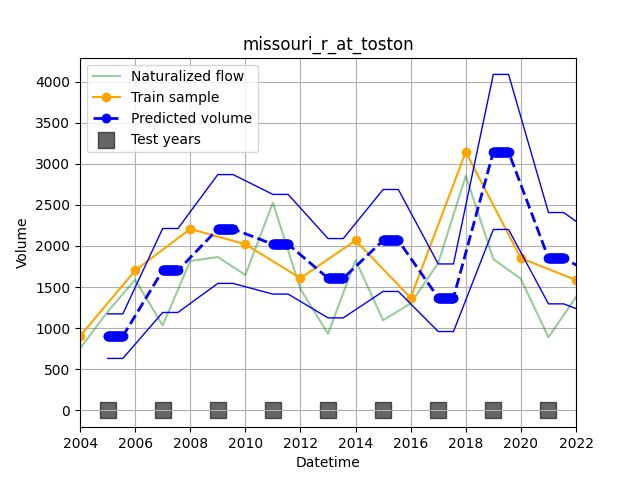 missouri_r_at_toston
Naturalized flow
Train sample
Predicted volume
Test years
4000
3500
3000
2500
2000
1500
1000
500
0
Volume
2004 2006 2008 2010 2012 2014 2016 2018 2020 2022
Datetime